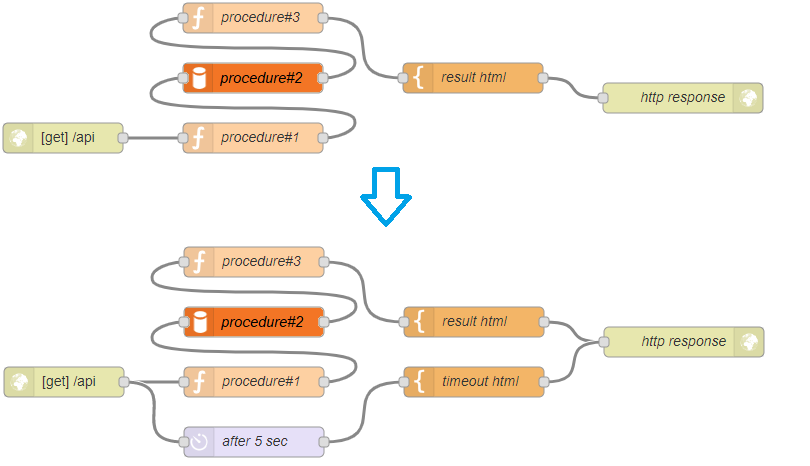 procedure#3
procedure#2
result html
http response
[get] /api
procedure#1
procedure#3
procedure#2
result html
http response
[get] /api
procedure#1
timeout html
after 5 sec